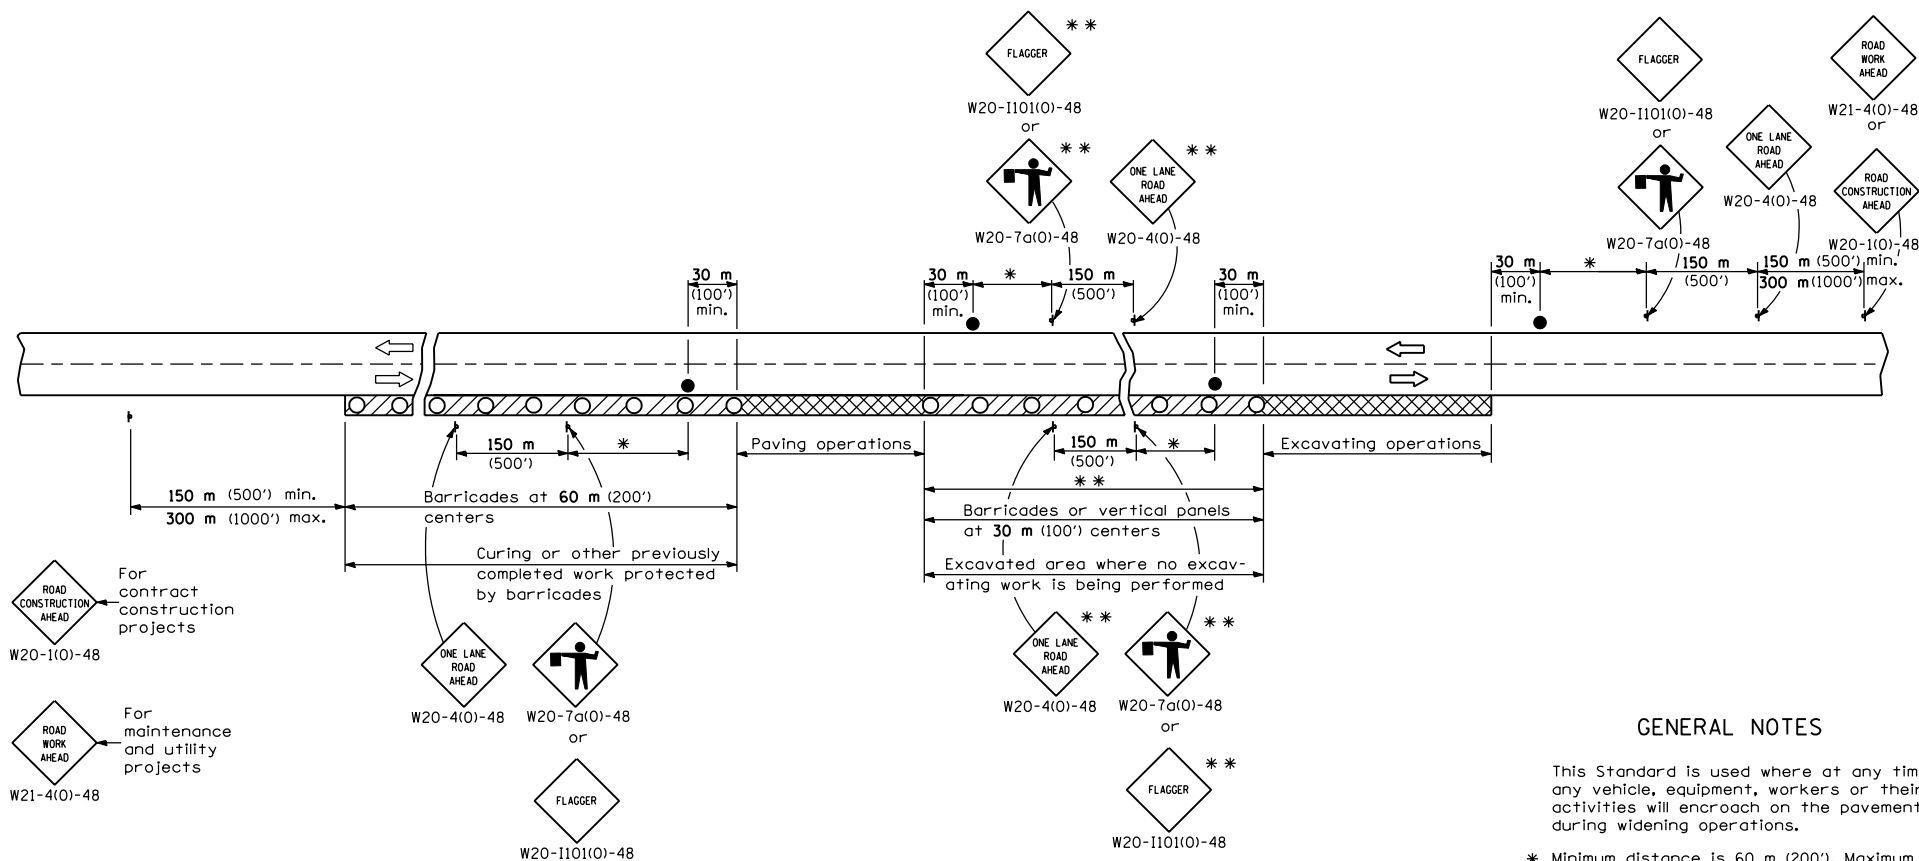 FLAGGER
* *
W20-I101(0)-48
or
* *
W20-7a(0)-48
ONE LANE
ROAD
AHEAD
* *
W20-4(0)-48
FLAGGER
W20-I101(0)-48
or
W20-7a(0)-48
ONE LANE
ROAD
AHEAD
W20-4(0)-48
ROAD
WORK
AHEAD
W21-4(0)-48
or
ROAD
CONSTRUCTION
AHEAD
W20-1(0)-48
30 m
(100')
min.
30 m
(100')
min.
*
150 m
(500')
30 m
(100')
min.
30 m
(100')
min.
*
150 m
(500')
150 m (500') min.
300 m (1000') max.
150 m
(500')
*
Paving operations
150 m
(500')
*
Excavating operations
* *
150 m (500') min.
300 m (1000') max.
Barricades at 60 m (200')
centers
Barricades or vertical panels
at 30 m (100') centers
Curing or other previously
completed work protected
by barricades
Excavated area where no excav-
ating work is being performed
ROAD
CONSTRUCTION
AHEAD
W20-1(0)-48
For
contract
construction
projects
ROAD
WORK
AHEAD
W21-4(0)-48
For
maintenance
and utility
projects
ONE LANE
ROAD
AHEAD
W20-4(0)-48
W20-7a(0)-48
or
FLAGGER
W20-I101(0)-48
ONE LANE
ROAD
AHEAD
* *
W20-4(0)-48
* *
W20-7a(0)-48
or
FLAGGER
* *
W20-I101(0)-48
GENERAL NOTES
This Standard is used where at any tim
any vehicle, equipment, workers or their
activities will encroach on the pavement
during widening operations.
* Minimum distance is 60 m (200'). Maximum